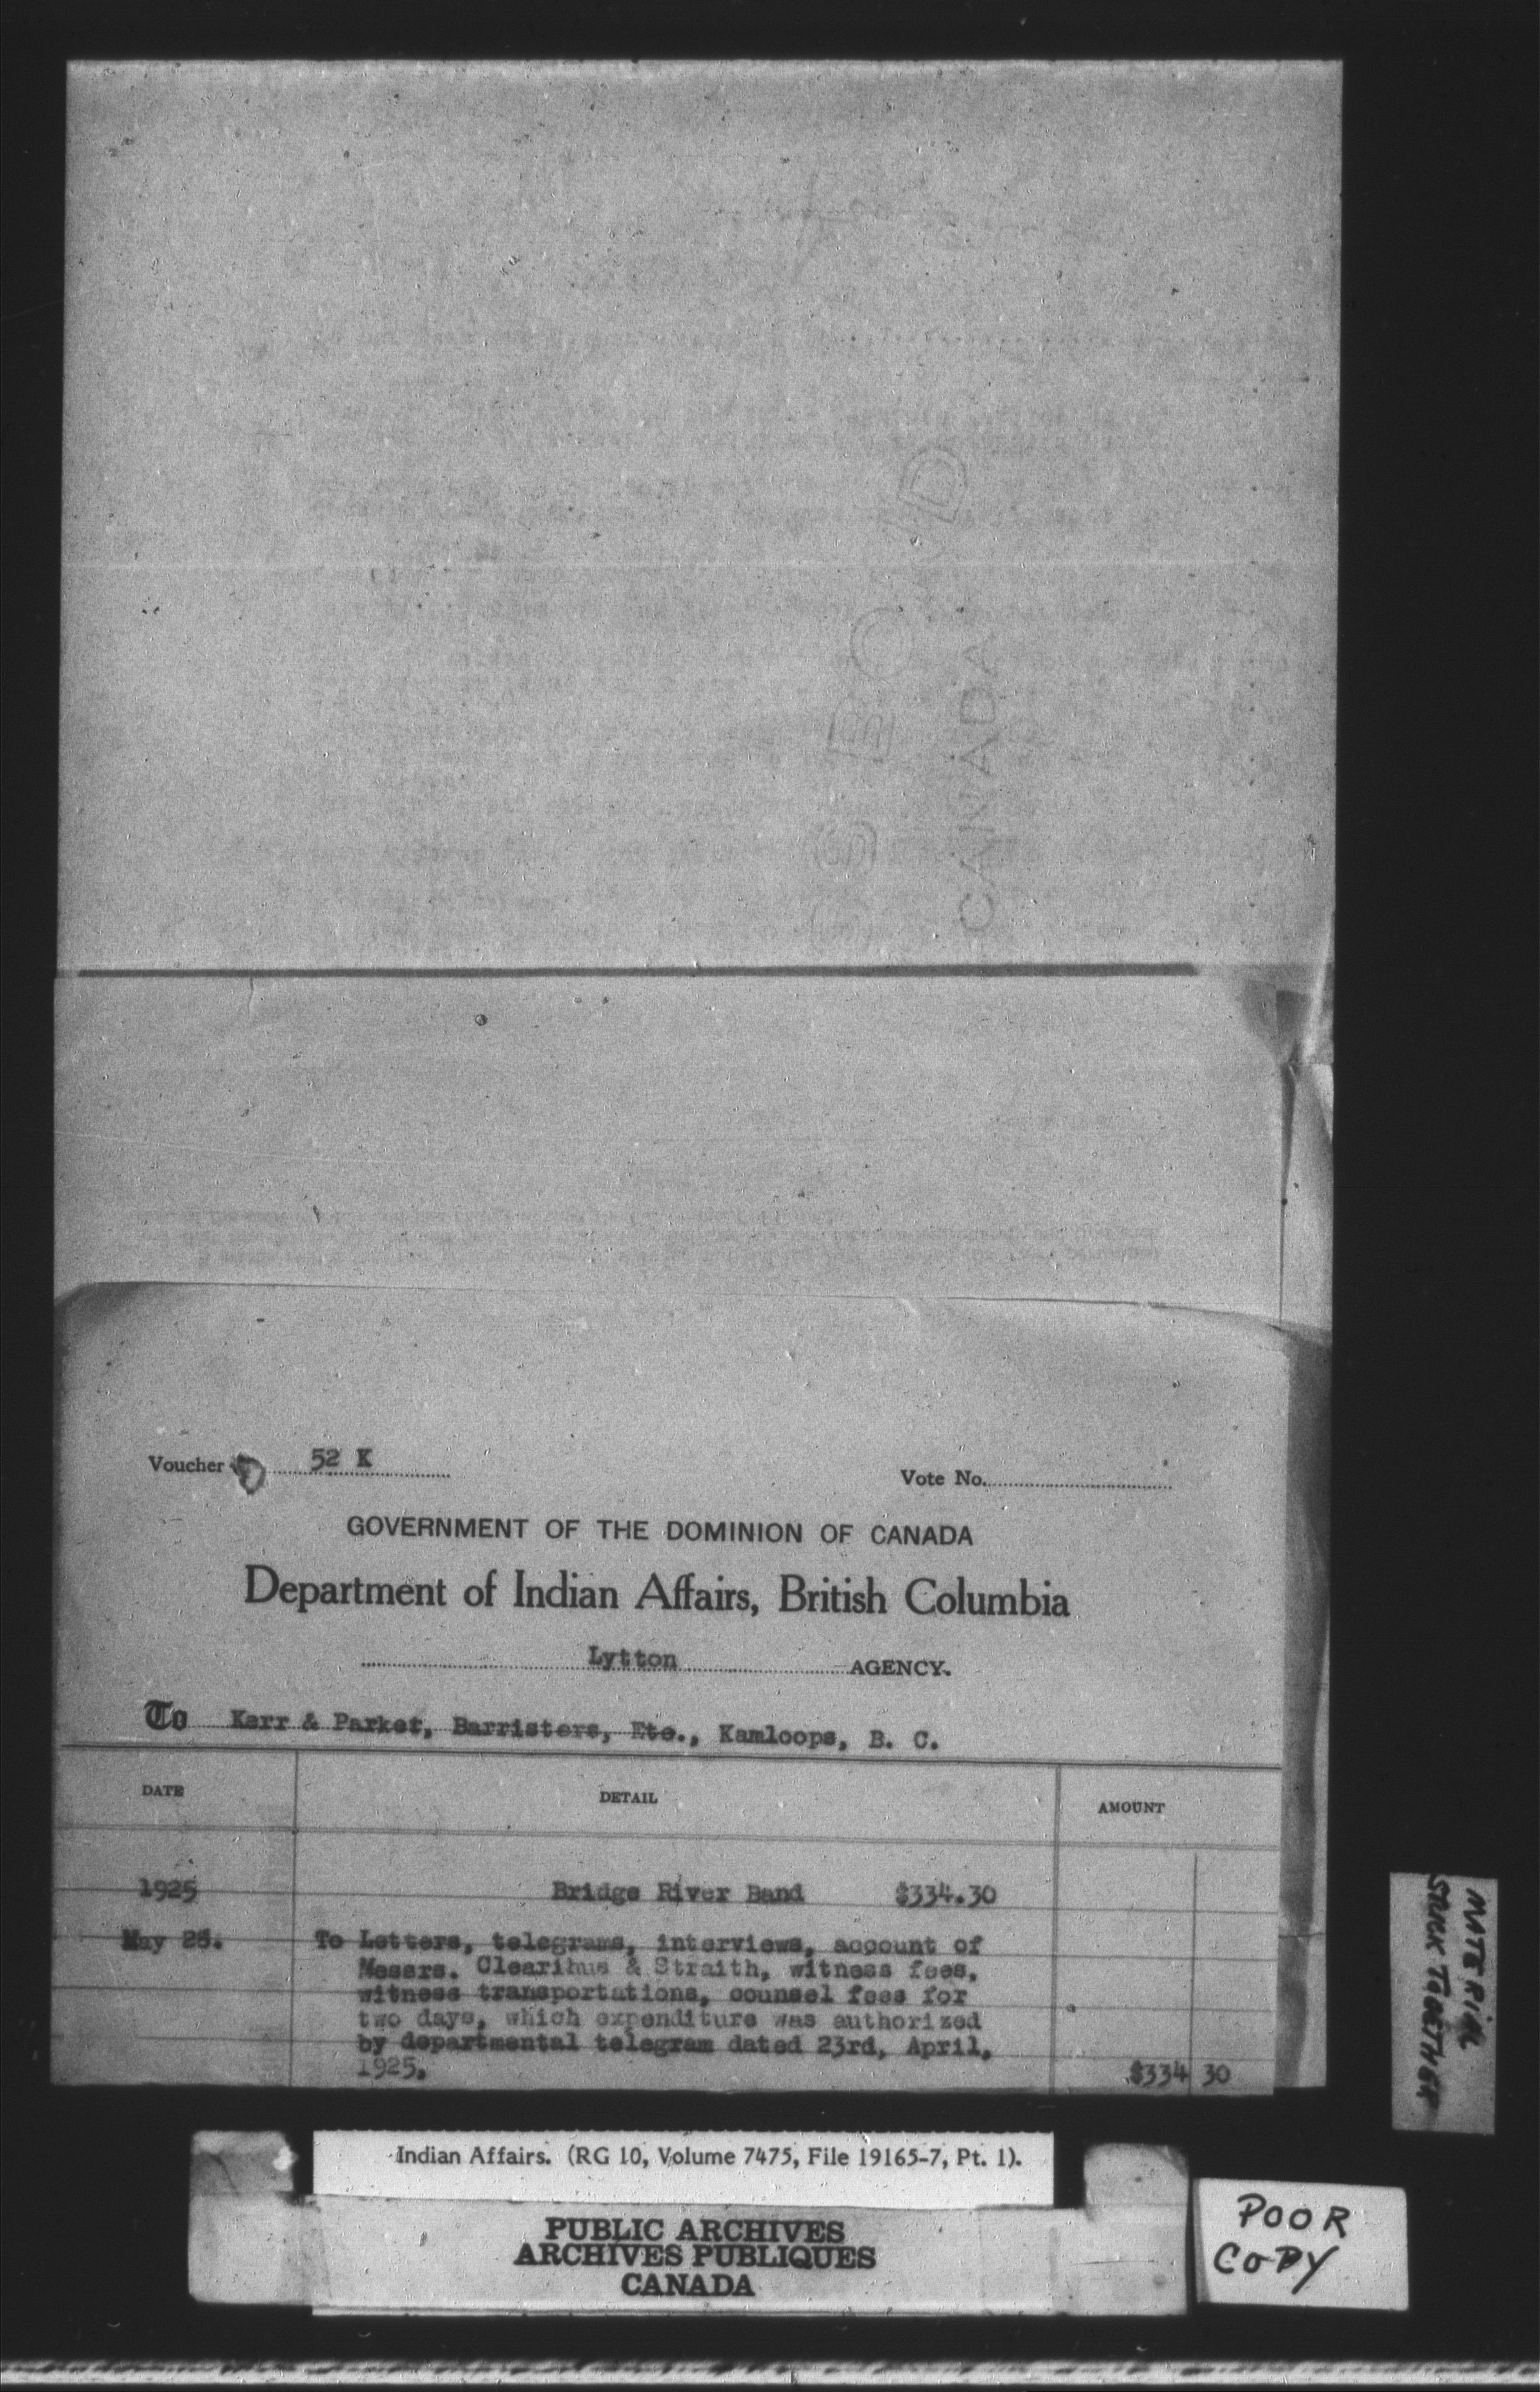 CANADA
Voucher 52 K
Vote No.
GOVERNMENT OF THE DOMINION OF CANADA
Department of Indian Affairs, British Columbia
Lytton AGENCY.
To Karr & Parket, Barristers, Etc., Kamloops, B. C.
DATE DETAIL AMOUNT
1925 Bridge River Band $334.30
May 28. To Letters, telegrams, interviews, account of
Messrs. Clearihue & Straith, witness fees,
witness transportations, counsel fees for
two days, which expenditure was authorized
by departmental telegram dated 23rd, April,
1925. $334 30
MATERIAL
STUCK TOGETHER
Indian Affairs. (RG 10, Volume 7475, File 19165-7, Pt. 1).
PUBLIC ARCHIVES
ARCHIVES PUBLIQUES
CANADA
POOR
COPY